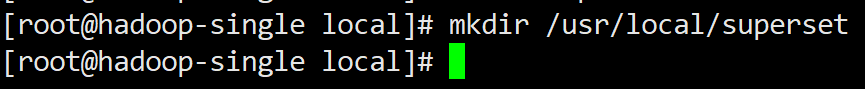 [root@hadoop-single local]# mkdir /usr/local/superset
[root@hadoop-single local]#